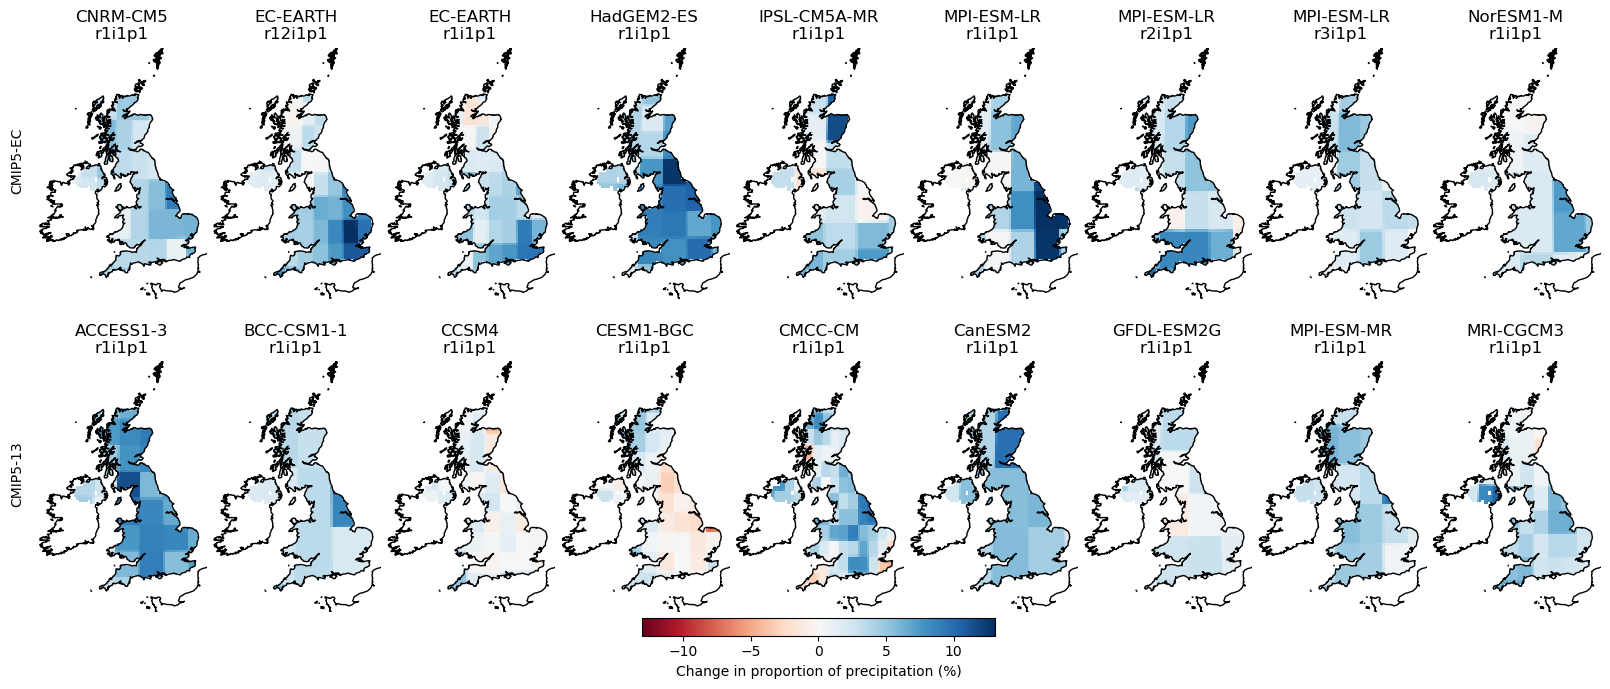 CNRM-CM5 EC-EARTH EC-EARTH HadGEM2-ES IPSL-CM5A-MR MPI-ESM-LR MPI-ESM-LR MPI-ESM-LR NorESM1-M
r1i1p1 r12i1p1 r1i1p1 r1i1p1 r1i1p1 r1i1p1 r2i1p1 r3i1p1 r1i1p1
CMIP5-EC
ACCESS1-3 BCC-CSM1-1 CCSM4 CESM1-BGC CMCC-CM CanESM2 GFDL-ESM2G MPI-ESM-MR MRI-CGCM3
r1i1p1 r1i1p1 r1i1p1 r1i1p1 r1i1p1 r1i1p1 r1i1p1 r1i1p1 r1i1p1
CMIP5-13
−10 −5 0 5 10
Change in proportion of precipitation (%)